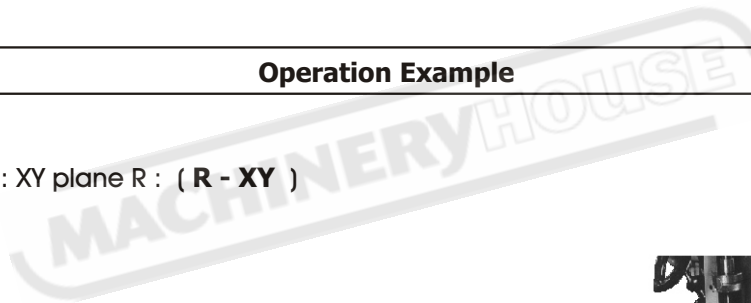 Operation Example
: XY plane R : ( R - XY )
MACHINERYHOUSE